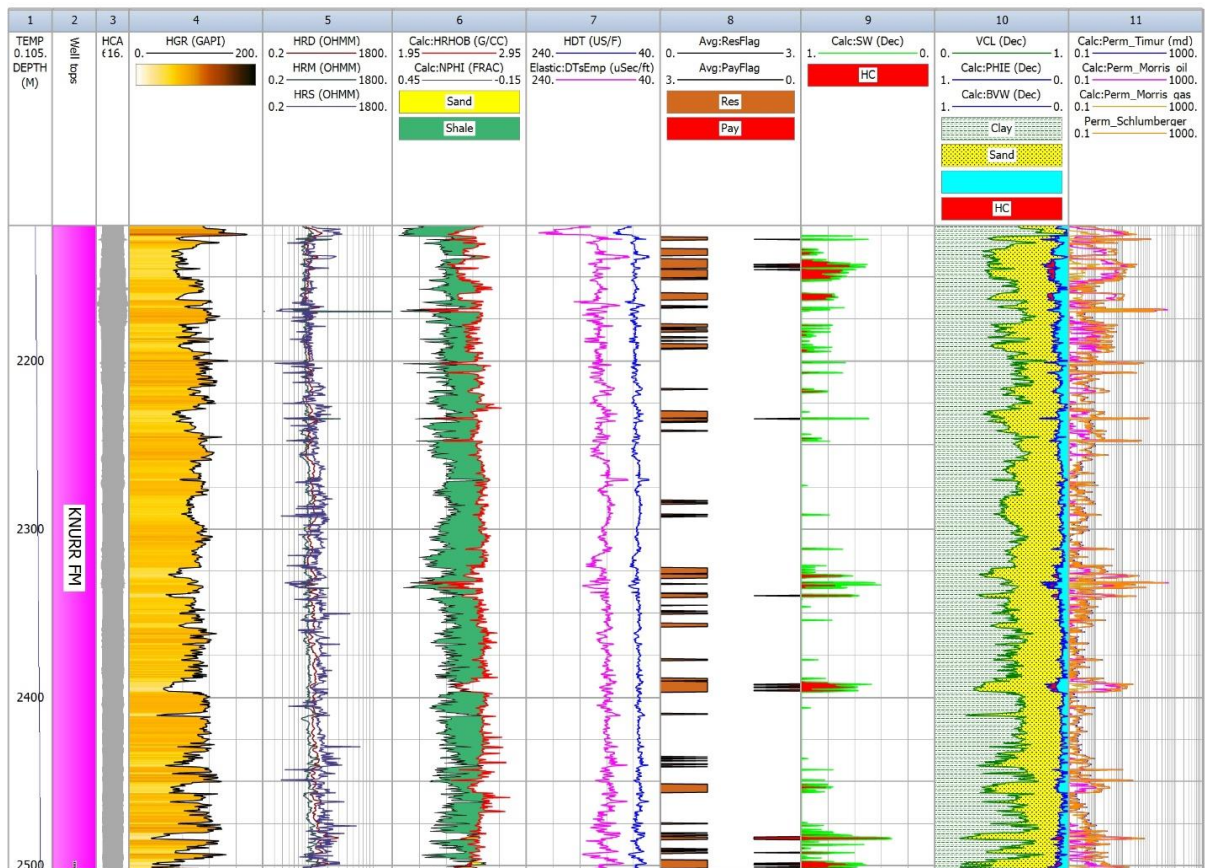 1 2 3 4 5 6 7 8 9 10 11
TEMP
0.105.
DEPTH
(M)
Well tops
HCA
6 16.
HGR (GAPI)
0. 200.
HRD (OHMM)
0.2 1800.
HRM (OHMM)
0.2 1800.
HRS (OHMM)
0.2 1800.
Calc:HRHOB (G/CC)
1.95 2.95
Calc:NPHI (FRAC)
0.45 -0.15
Sand
Shale
HDT (US/F)
240. 40.
Elastic:DTsEmp (uSec/ft)
240. 40.
Avg:ResFlag
0. 3.
Avg:PayFlag
3. 0.
Res
Pay
Calc:SW (Dec)
1. 0.
HC
VCL (Dec)
0. 1.
Calc:PHIE (Dec)
1. 0.
Calc:BVW (Dec)
1. 0.
Clay
Sand
HC
Calc:Perm_Timur (md)
0.1 1000.
Calc:Perm_Morris oil
0.1 1000.
Calc:Perm_Morris gas
0.1 1000.
Perm_Schlumberger
0.1 1000.
2200
KNURR FM
2300
2400
2500